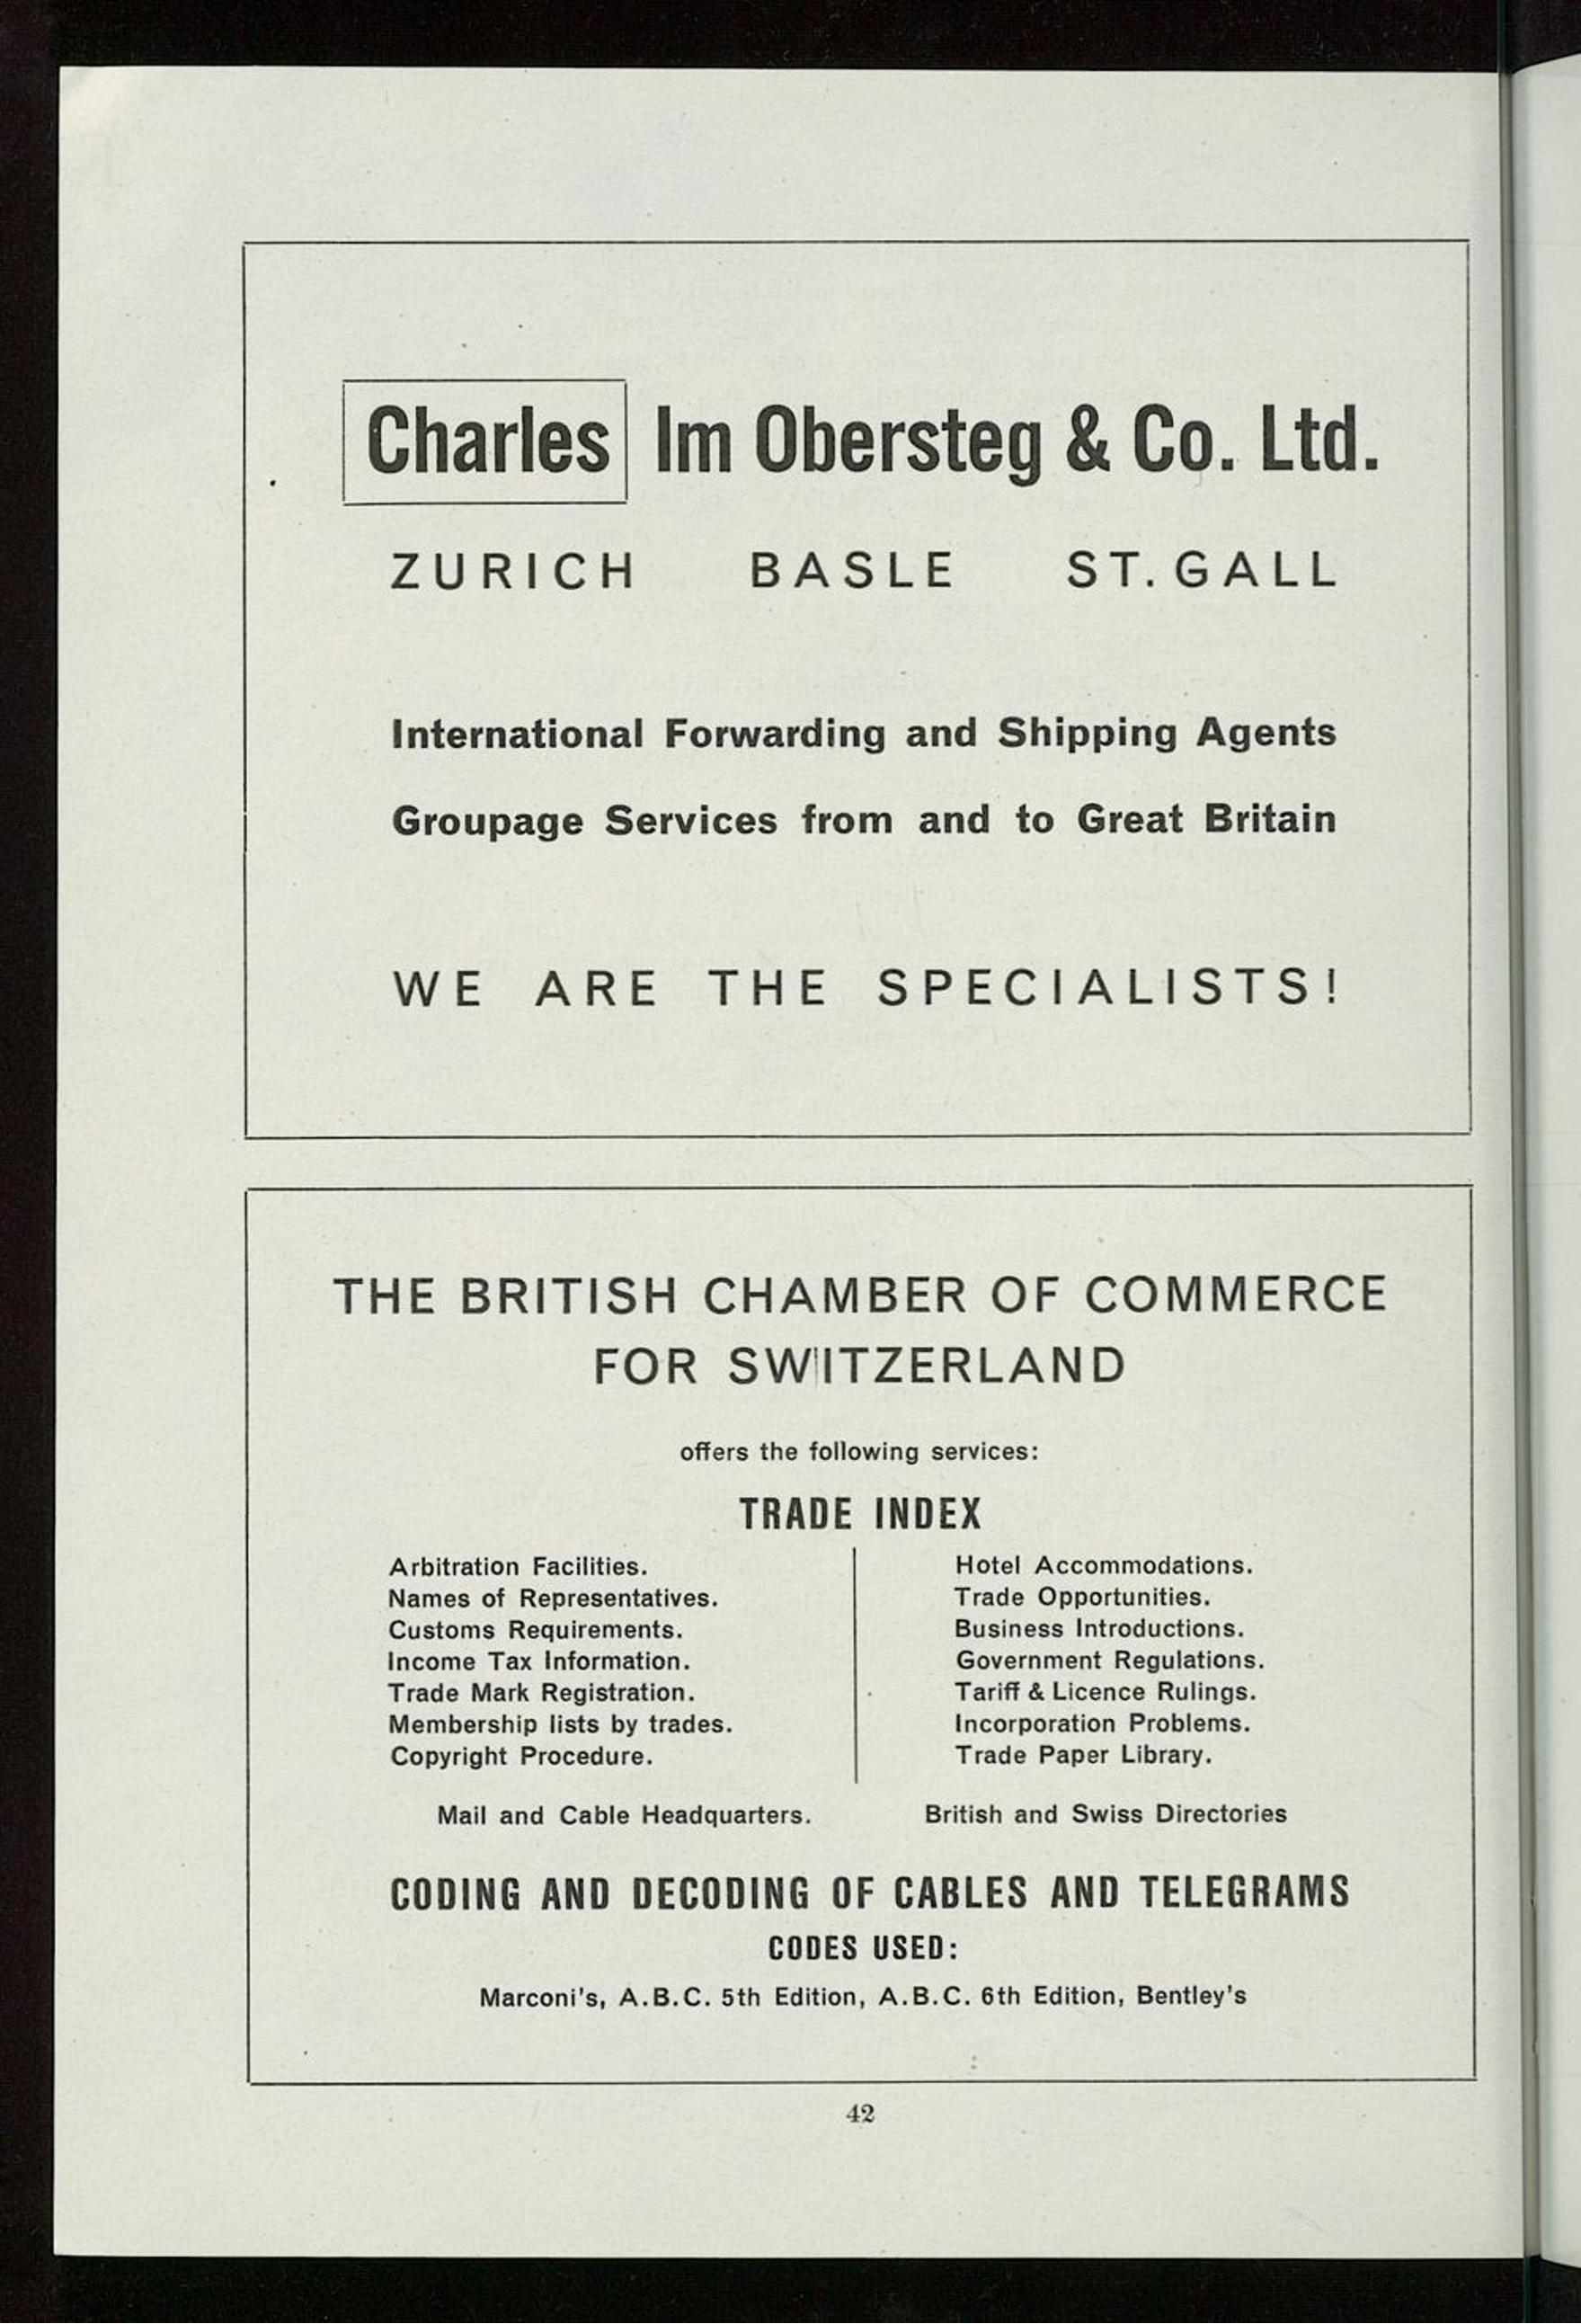 Charles Im Obersteg & Co. Ltd.
ZURICH BASLE ST. GALL
International Forwarding and Shipping Agents
Groupage Services from and to Great Britain
WE ARE THE SPECIALISTS!
THE BRITISH CHAMBER OF COMMERCE
FOR SWITZERLAND
offers the following services:
TRADE INDEX
Arbitration Facilities.
Names of Representatives.
Customs Requirements.
Income Tax Information.
Trade Mark Registration.
Membership lists by trades.
Copyright Procedure.
Hotel Accommodations.
Trade Opportunities.
Business Introductions.
Government Regulations.
Tariff & Licence Rulings.
Incorporation Problems.
Trade Paper Library.
Mail and Cable Headquarters. British and Swiss Directories
CODING AND DECODING OF CABLES AND TELEGRAMS
CODES USED:
Marconi's, A.B.C. 5th Edition, A.B.C. 6th Edition, Bentley's
42